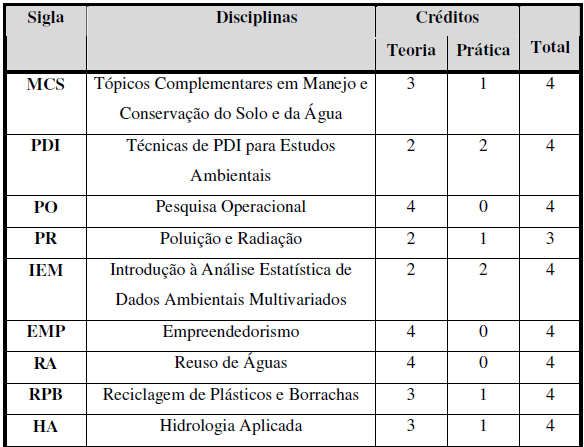 Sigla Disciplinas Créditos
Teoria Prática Total
MCS Tópicos Complementares em Manejo e 3 1 4
Conservação do Solo e da Água
PDI Técnicas de PDI para Estudos 2 2 4
Ambientais
PO Pesquisa Operacional 4 0 4
PR Poluição e Radiação 2 1 3
IEM Introdução à Análise Estatística de 2 2 4
Dados Ambientais Multivariados
EMP Empreendedorismo 4 0 4
RA Reuso de Águas 4 0 4
RPB Reciclagem de Plásticos e Borrachas 3 1 4
HA Hidrologia Aplicada 3 1 4